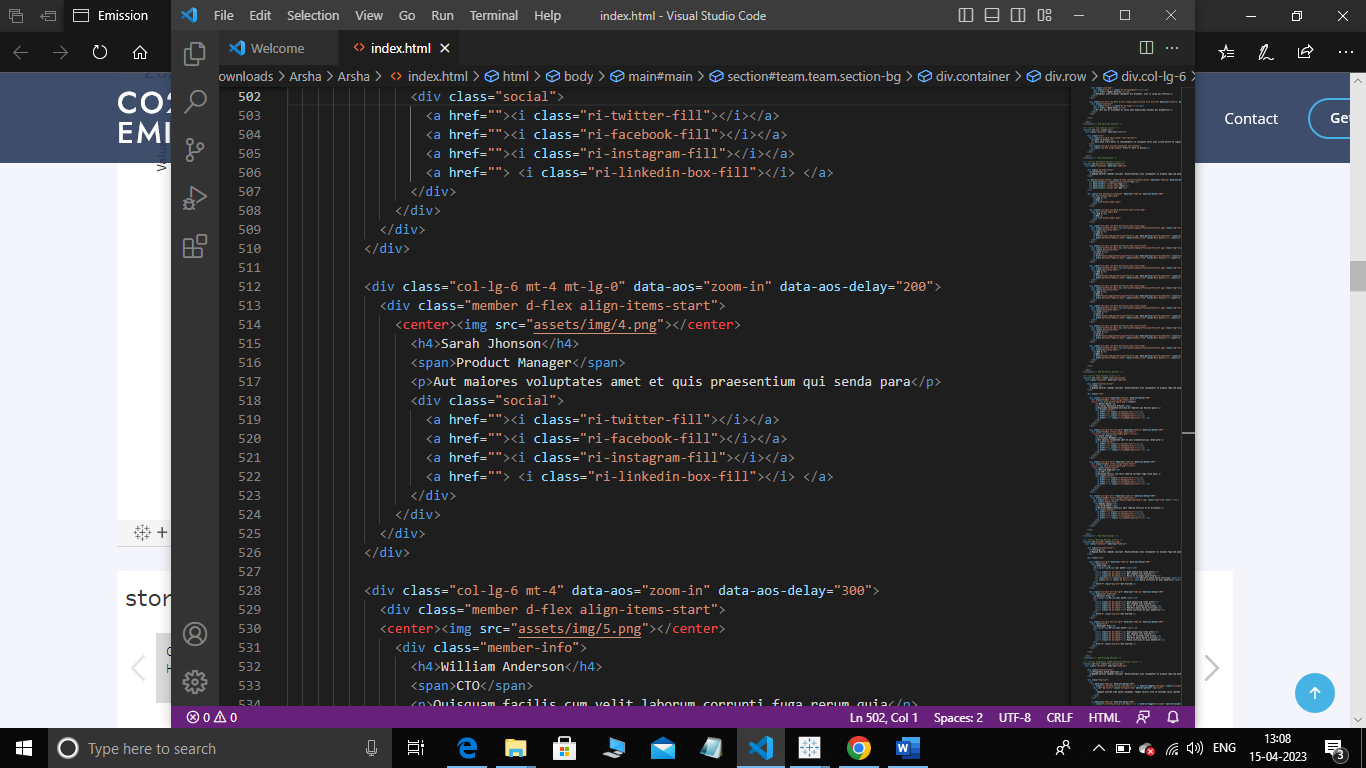 Emission
File Edit Selection View Go Run Terminal Help
index.html - Visual Studio Code
Welcome
index.html
ownloads > Arsha > Arsha > index.html > html > body > main#main > section#team.team.section-bg > div.container > div.row > div.col-lg-6 >
CO2
EMI
Contact
Ge
502 <div class="social">
503 <a href=""><i class="ri-twitter-fill"></i></a>
504 <a href=""><i class="ri-facebook-fill"></i></a>
505 <a href=""><i class="ri-instagram-fill"></i></a>
506 <a href=""> <i class="ri-linkedin-box-fill"></i> </a>
507 </div>
508 </div>
509 </div>
510 </div>
511
512 <div class="col-lg-6 mt-4 mt-lg-0" data-aos="zoom-in" data-aos-delay="200">
513 <div class="member d-flex align-items-start">
514 <center><img src="assets/img/4.png"></center>
515 <h4>Sarah Jhonson</h4>
516 <span>Product Manager</span>
517 <p>Aut maiores voluptates amet et quis praesentium qui senda para</p>
518 <div class="social">
519 <a href=""><i class="ri-twitter-fill"></i></a>
520 <a href=""><i class="ri-facebook-fill"></i></a>
521 <a href=""><i class="ri-instagram-fill"></i></a>
522 <a href=""> <i class="ri-linkedin-box-fill"></i> </a>
523 </div>
524 </div>
525 </div>
526 </div>
527
528 <div class="col-lg-6 mt-4" data-aos="zoom-in" data-aos-delay="300">
529 <div class="member d-flex align-items-start">
530 <center><img src="assets/img/5.png"></center>
531 <div class="member-info">
532 <h4>William Anderson</h4>
533 <span>CTO</span>
534 <p>Quisquam facilis cum velit laborum corrupti fuga rerum quia</p>
stor
0 0
Ln 502, Col 1 Spaces: 2 UTF-8 CRLF HTML
Type here to search
ENG
13:08
15-04-2023
3